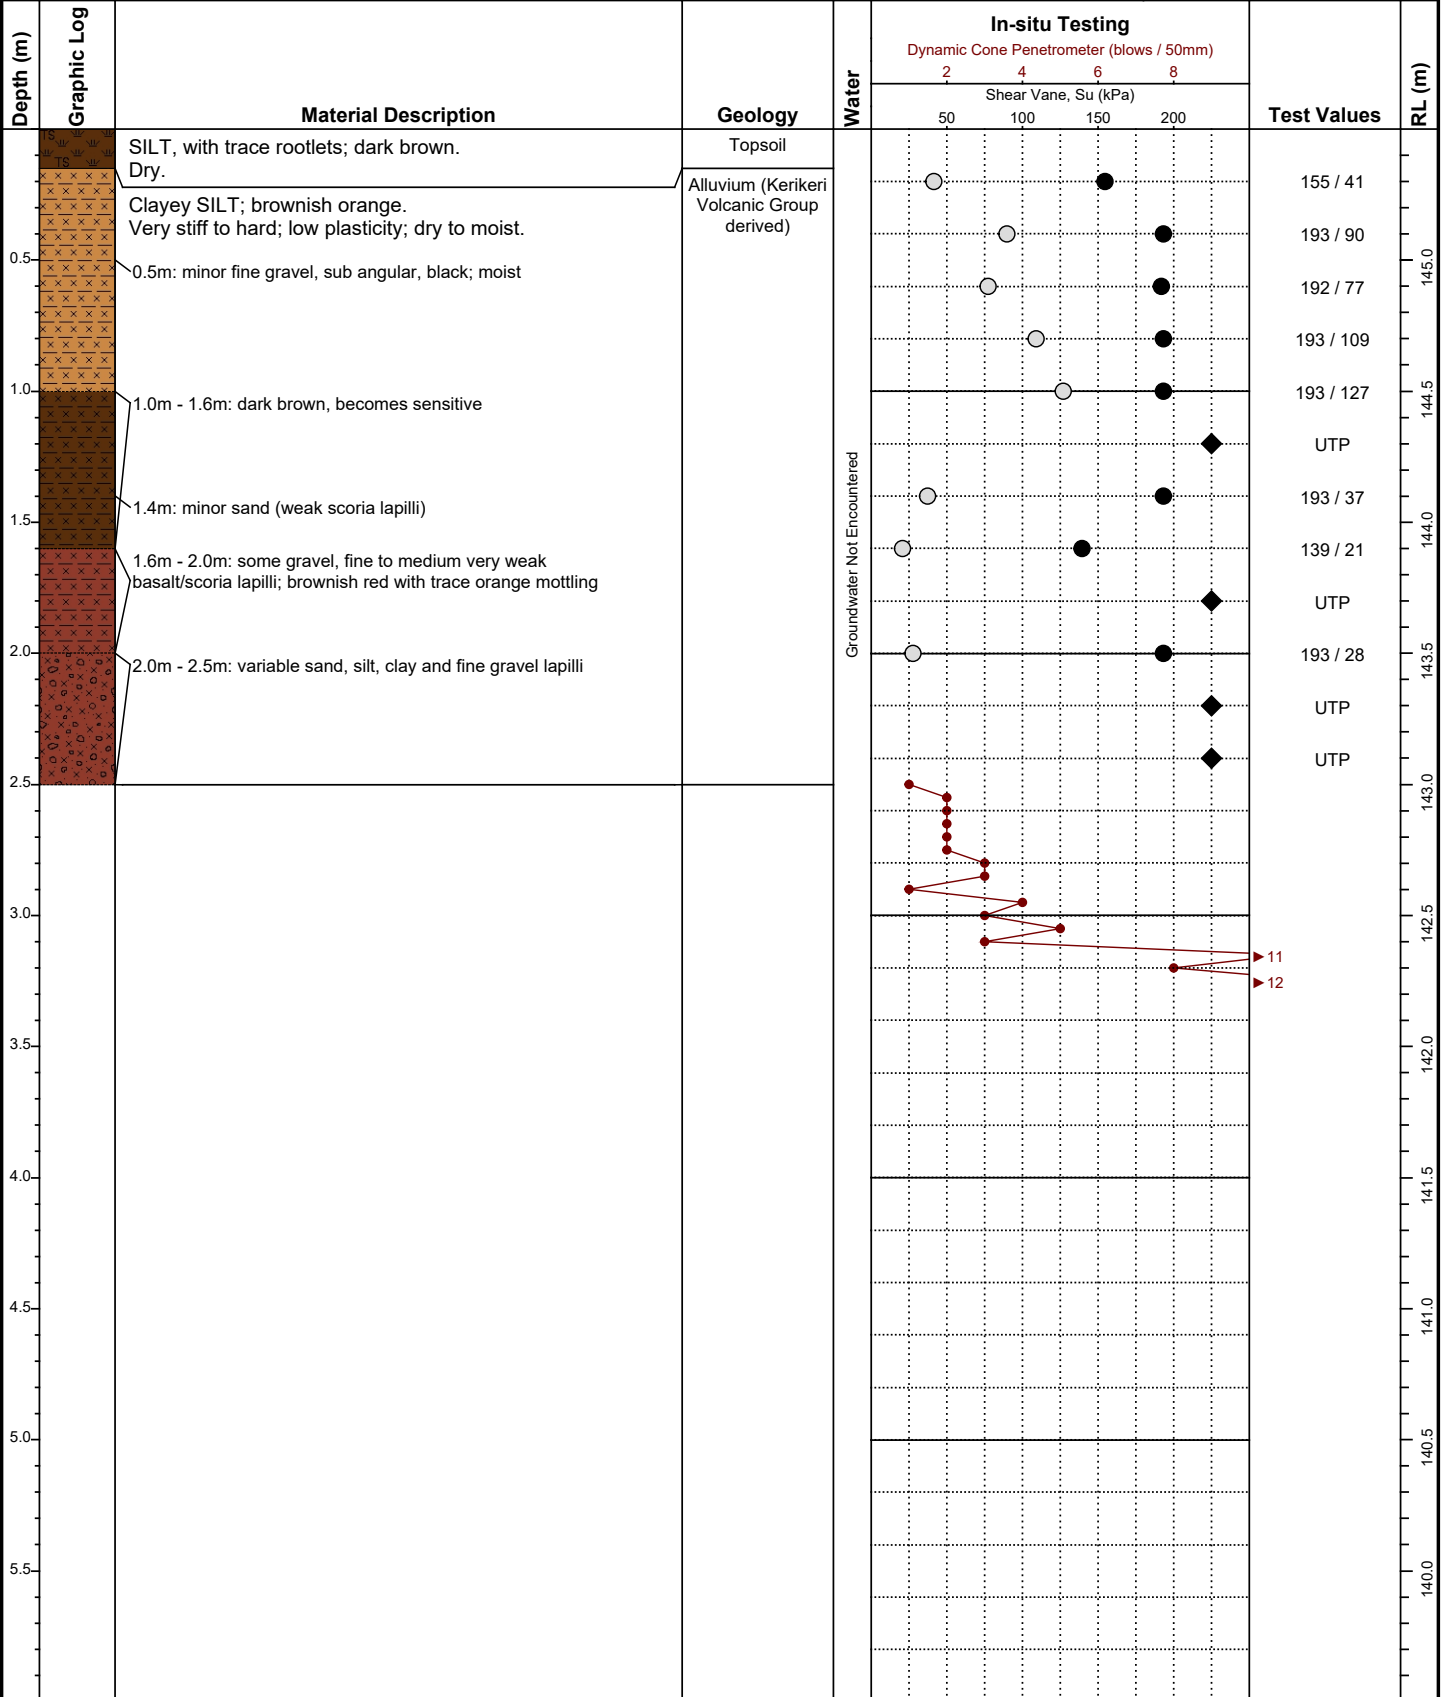 Depth (m)
Graphic Log
Material Description
Geology
Water
In-situ Testing
Dynamic Cone Penetrometer (blows / 50mm)
2 4 6 8
Shear Vane, Su (kPa)
50 100 150 200
Test Values
RL (m)
TS
TS
SILT, with trace rootlets; dark brown.
Dry.
Topsoil
Clayey SILT; brownish orange.
Very stiff to hard; low plasticity; dry to moist.
Alluvium (Kerikeri
Volcanic Group
derived)
0.5m: minor fine gravel, sub angular, black; moist
1.0m - 1.6m: dark brown, becomes sensitive
1.4m: minor sand (weak scoria lapilli)
1.6m - 2.0m: some gravel, fine to medium very weak
basalt/scoria lapilli; brownish red with trace orange mottling
2.0m - 2.5m: variable sand, silt, clay and fine gravel lapilli
0.5
1.0
1.5
2.0
2.5
3.0
3.5
4.0
4.5
5.0
5.5
Groundwater Not Encountered
155 / 41
193 / 90
192 / 77
193 / 109
193 / 127
UTP
193 / 37
139 / 21
UTP
193 / 28
UTP
UTP
11
12
145.0
144.5
144.0
143.5
143.0
142.5
142.0
141.5
141.0
140.5
140.0